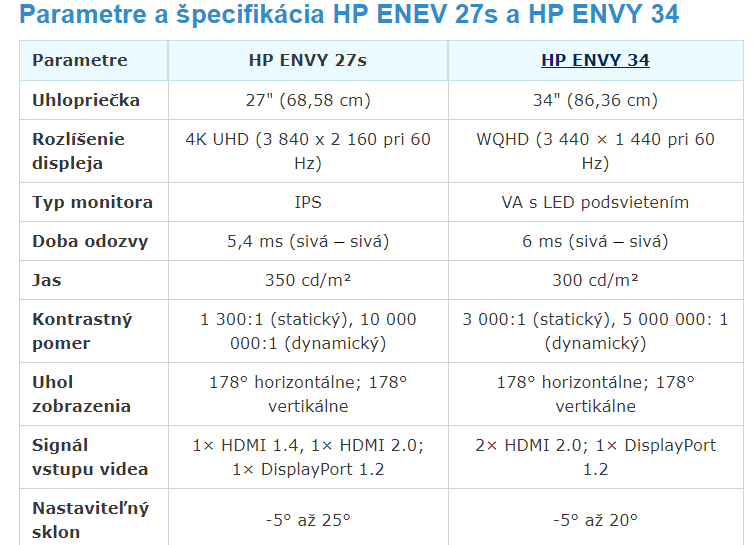 Parametre a špecifikácia HP ENEV 27s a HP ENVY 34
Parametre HP ENVY 27s HP ENVY 34
Uhlopriečka 27" (68,58 cm) 34" (86,36 cm)
Rozlíšenie displeja 4K UHD (3 840 x 2 160 pri 60 Hz) WQHD (3 440 × 1 440 pri 60 Hz)
Typ monitora IPS VA s LED podsvietením
Doba odozvy 5,4 ms (sivá – sivá) 6 ms (sivá – sivá)
Jas 350 cd/m² 300 cd/m²
Kontrastný pomer 1 300:1 (statický), 10 000 000:1 (dynamický) 3 000:1 (statický), 5 000 000: 1 (dynamický)
Uhol zobrazenia 178° horizontálne; 178° vertikálne 178° horizontálne; 178° vertikálne
Signál vstupu videa 1× HDMI 1.4, 1× HDMI 2.0; 1× DisplayPort 1.2 2× HDMI 2.0; 1× DisplayPort 1.2
Nastaviteľný sklon -5° až 25° -5° až 20°